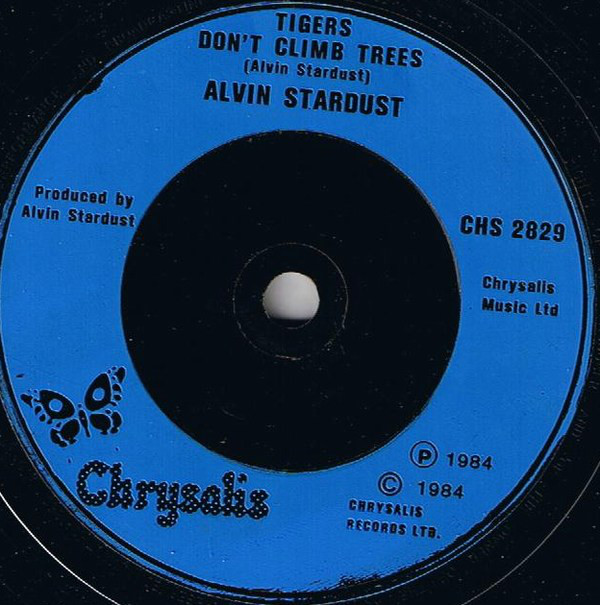 TIGERS
DON'T CLIMB TREES
(Alvin Stardust)
ALVIN STARDUST
Produced by
Alvin Stardust
CHS 2829
Chrysalis
Music Ltd
Chrysalis
Ⓟ 1984
© 1984
CHRYSALIS
RECORDS LTD.